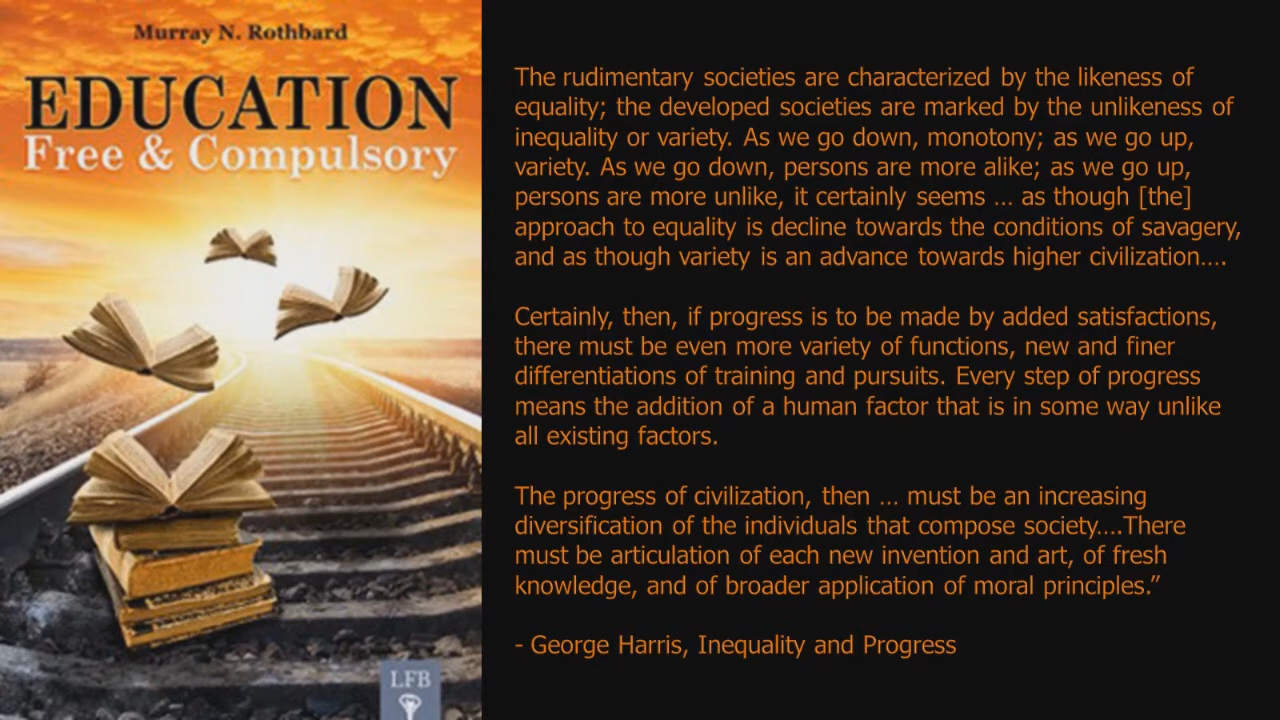 Murray N. Rothbard
EDUCATION
Free & Compulsory
LFB
The rudimentary societies are characterized by the likeness of
equality; the developed societies are marked by the unlikeness of
inequality or variety. As we go down, monotony; as we go up,
variety. As we go down, persons are more alike; as we go up,
persons are more unlike, it certainly seems … as though [the]
approach to equality is decline towards the conditions of savagery,
and as though variety is an advance towards higher civilization….
Certainly, then, if progress is to be made by added satisfactions,
there must be even more variety of functions, new and finer
differentiations of training and pursuits. Every step of progress
means the addition of a human factor that is in some way unlike
all existing factors.
The progress of civilization, then … must be an increasing
diversification of the individuals that compose society….There
must be articulation of each new invention and art, of fresh
knowledge, and of broader application of moral principles.”
- George Harris, Inequality and Progress